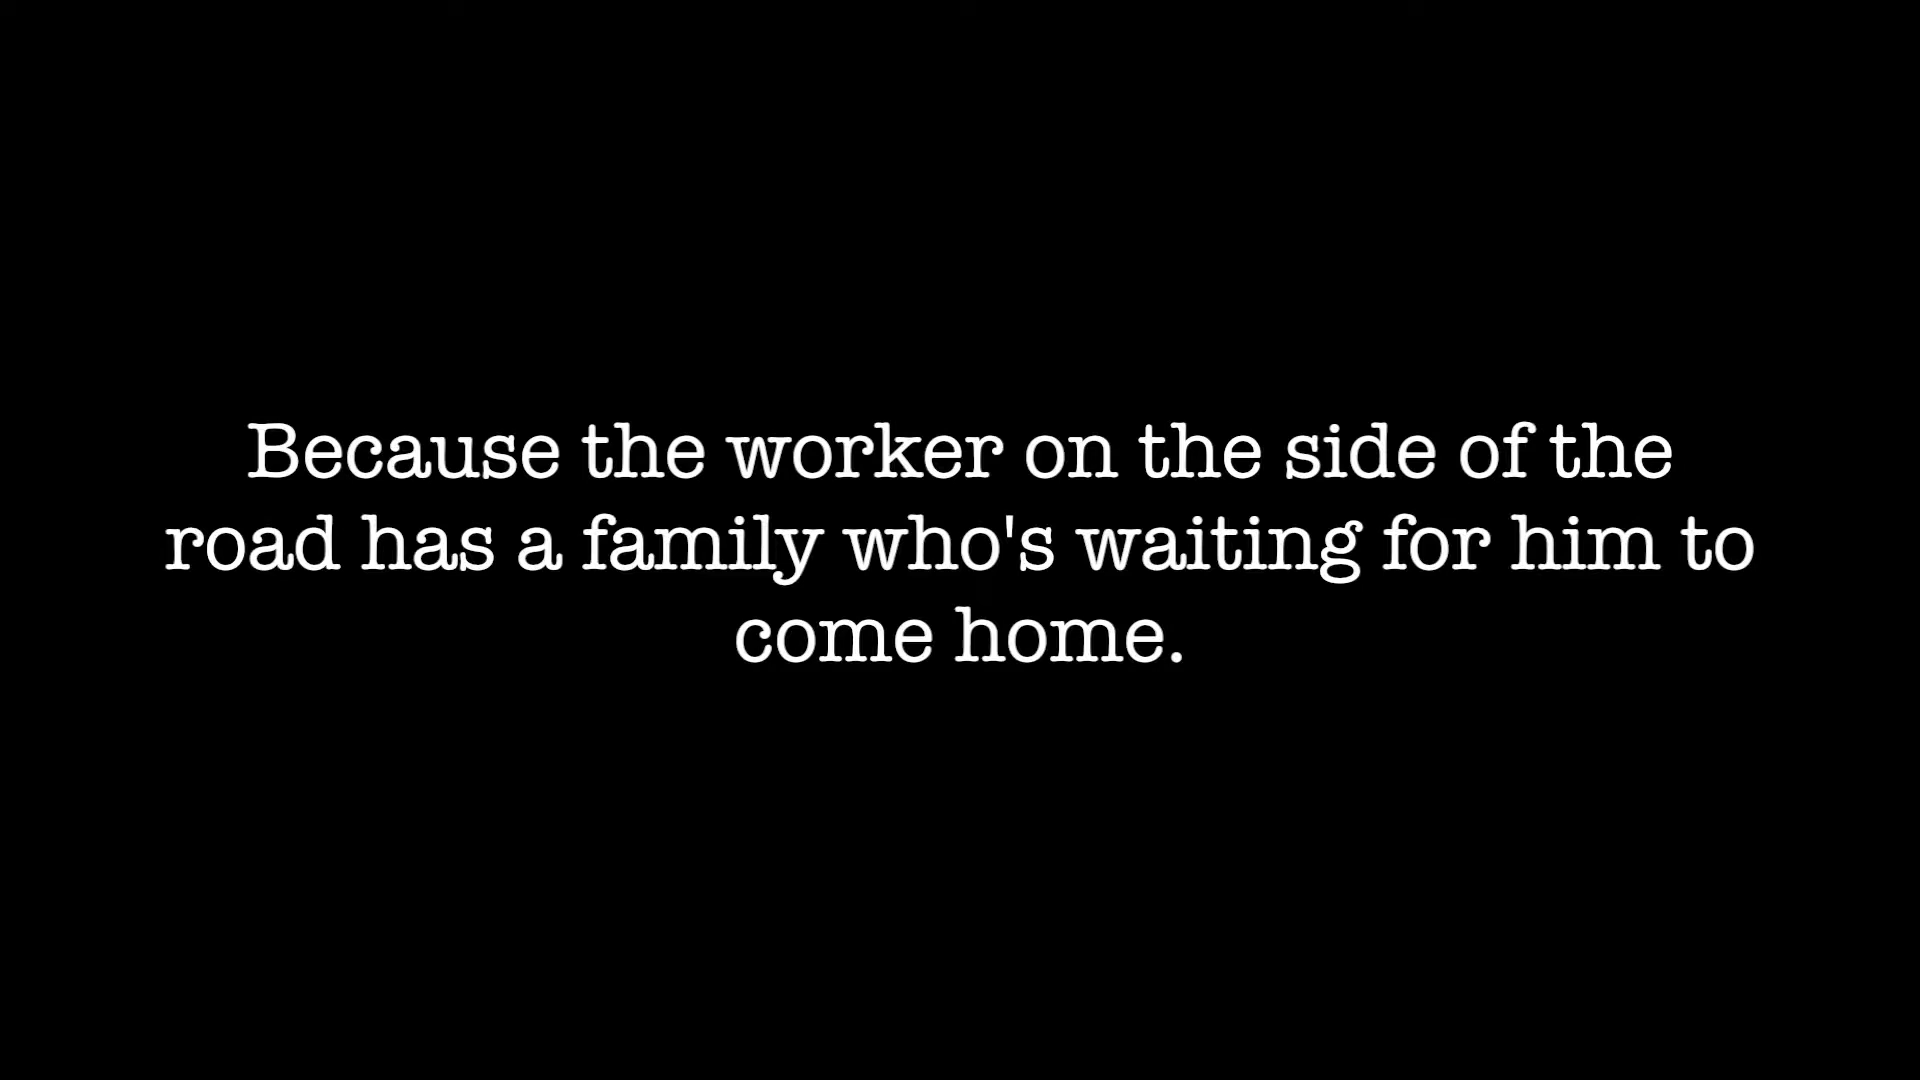 Because the worker on the side of the
road has a family who's waiting for him to
come home.